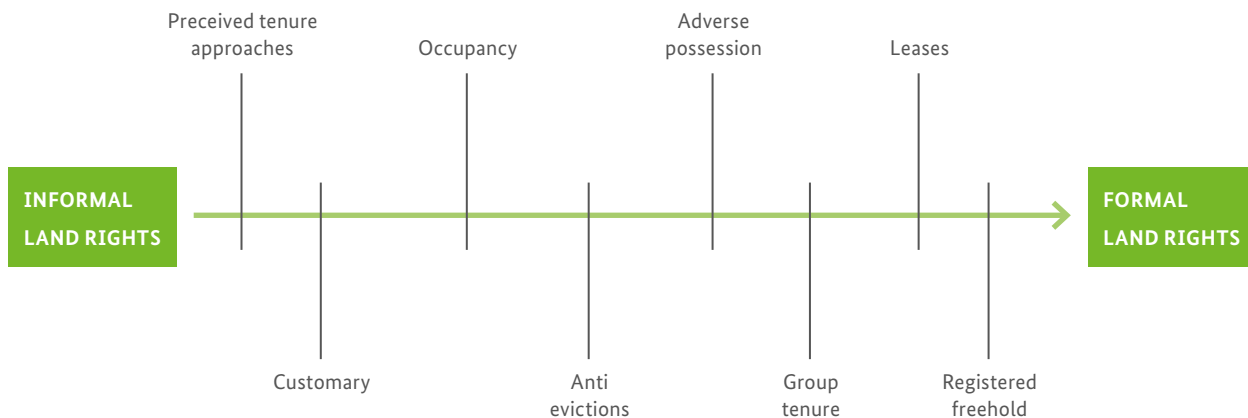 Preceived tenure
approaches
Occupancy
Adverse
possession
Leases
INFORMAL
LAND RIGHTS
FORMAL
LAND RIGHTS
Customary
Anti
evictions
Group
tenure
Registered
freehold